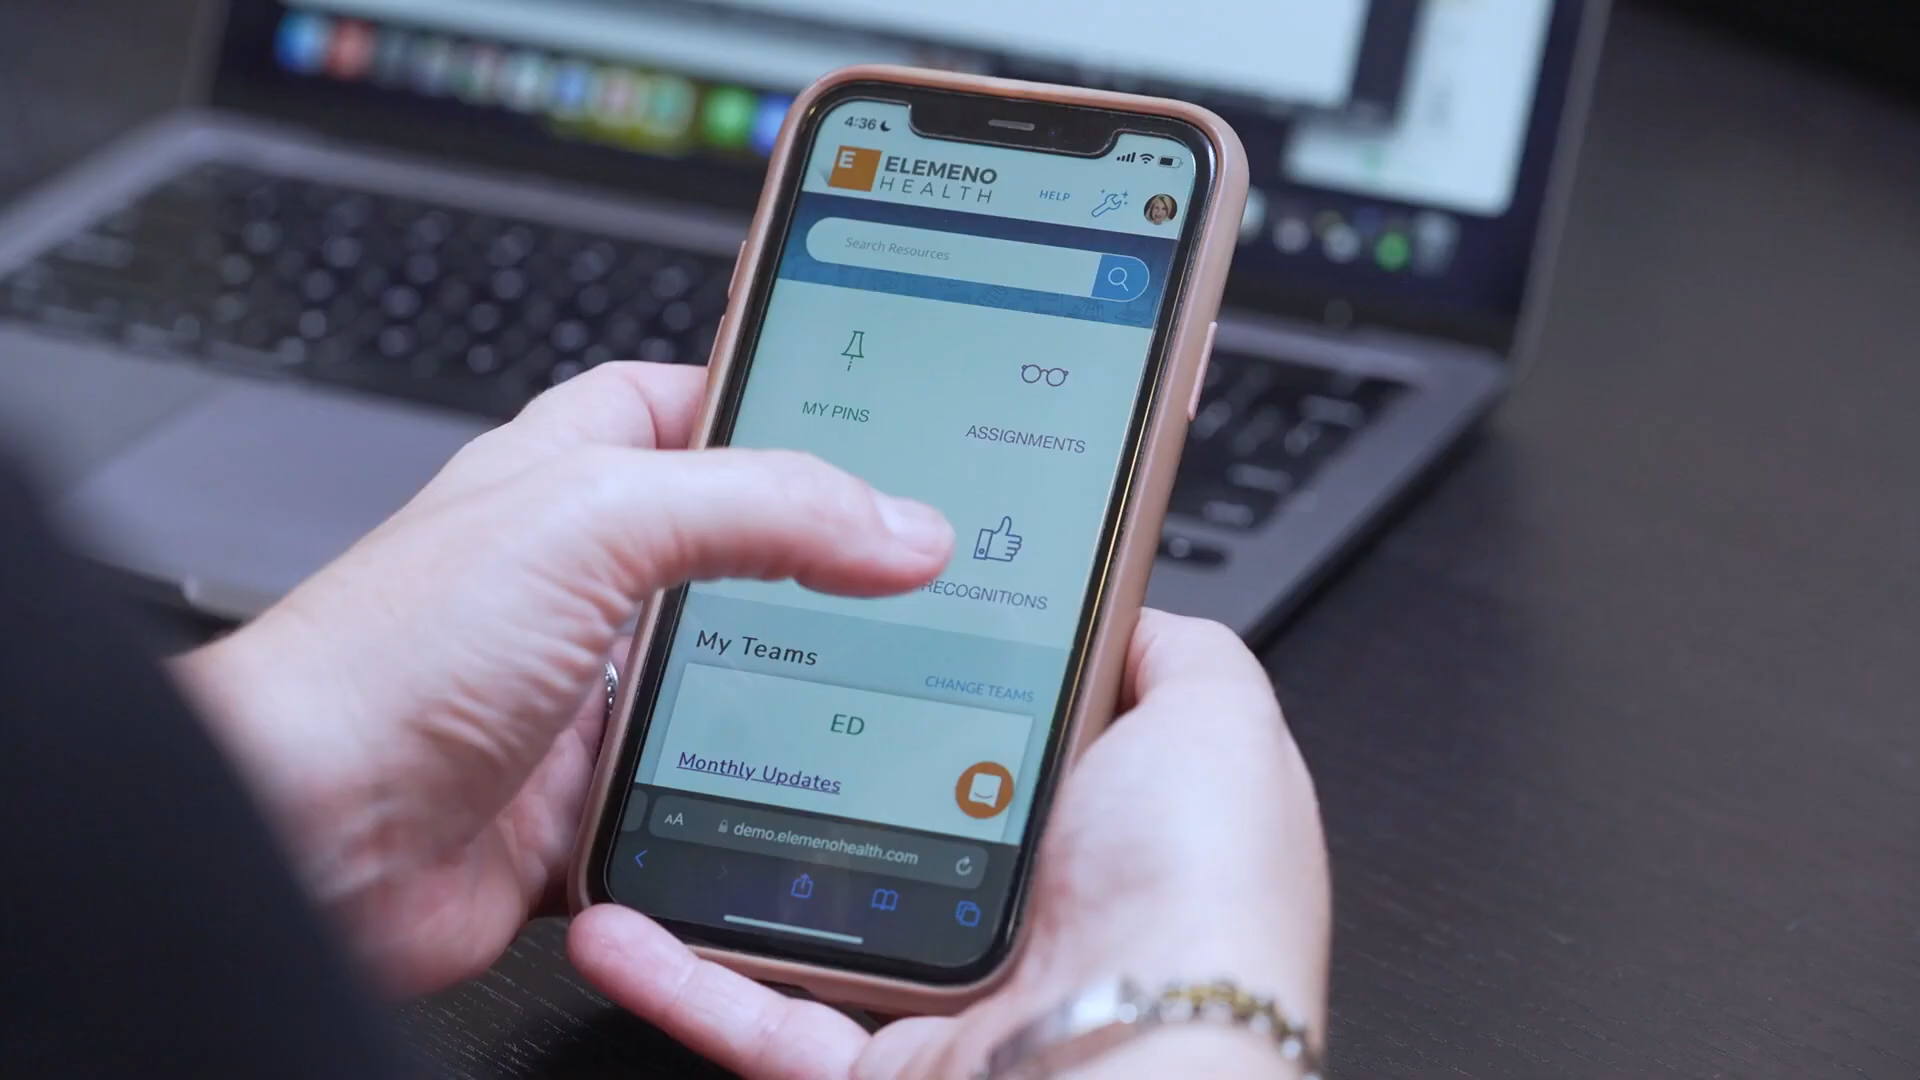 4:36
E
ELEMENO
HEALTH
HELP
Search Resources
MY PINS
ASSIGNMENTS
RECOGNITIONS
My Teams
CHANGE TEAMS
ED
Monthly Updates
AA
demo.elemenohealth.com